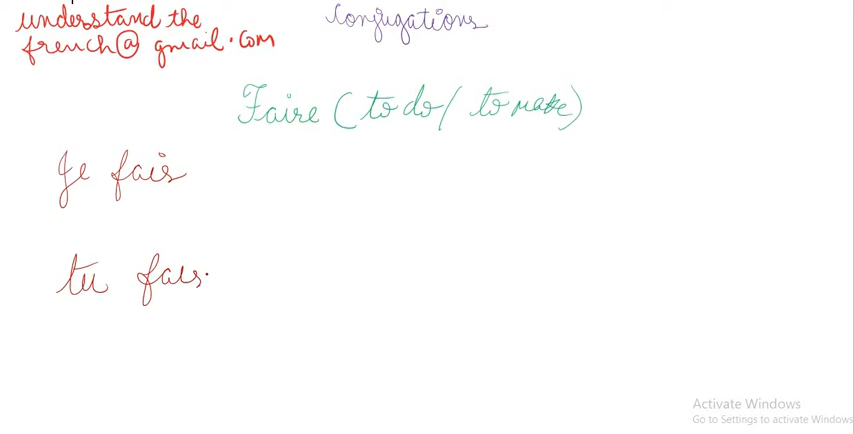 understand the
french@gmail.com
Conjugations
Faire (to do/ to make)
Je fais
tu fais.
Activate Windows
Go to Settings to activate Windows